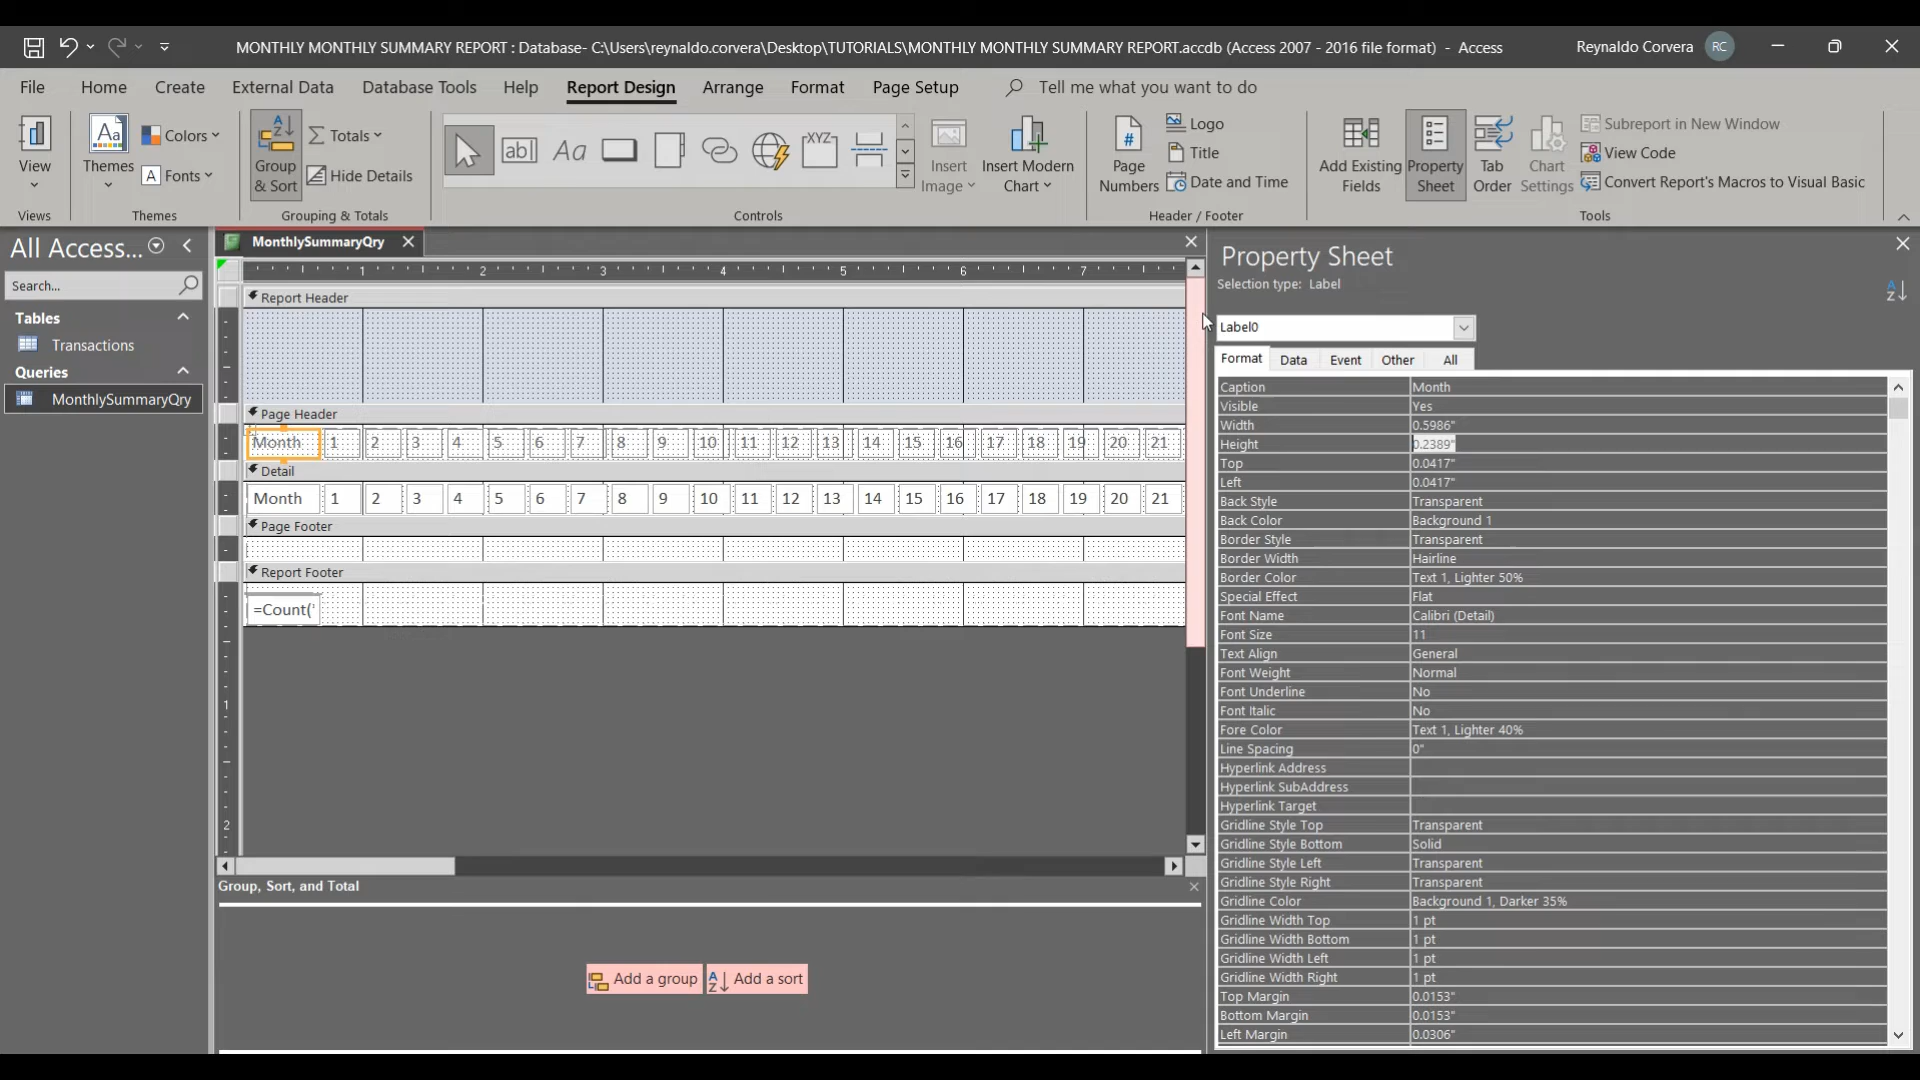 MONTHLY MONTHLY SUMMARY REPORT : Database- C:\Users\reynaldo.corvera\Desktop\TUTORIALS\MONTHLY MONTHLY SUMMARY REPORT.accdb (Access 2007 - 2016 file format) - Access
Reynaldo Corvera RC
File Home Create External Data Database Tools Help Report Design Arrange Format Page Setup Tell me what you want to do
View
Views
Aa
Themes
Colors
A Fonts
Themes
Group & Sort
Totals
Hide Details
Grouping & Totals
ab Aa XYZ
Insert Image
Insert Modern Chart
Controls
# Page Numbers
Logo
Title
Date and Time
Header / Footer
Add Existing Fields
Property Sheet
Tab Order
Chart Settings
Subreport in New Window
View Code
Convert Report's Macros to Visual Basic
Tools
All Access...
Search...
Tables
Transactions
Queries
MonthlySummaryQry
MonthlySummaryQry
1 2 3 4 5 6 7
Report Header
Page Header
Month 1 2 3 4 5 6 7 8 9 10 11 12 13 14 15 16 17 18 19 20 21
Detail
Month 1 2 3 4 5 6 7 8 9 10 11 12 13 14 15 16 17 18 19 20 21
Page Footer
Report Footer
=Count(
1
2
Group, Sort, and Total
Add a group
Add a sort
Property Sheet
Selection type: Label
Label0
Format Data Event Other All
Caption Month
Visible Yes
Width 0.5986"
Height 0.2389"
Top 0.0417"
Left 0.0417"
Back Style Transparent
Back Color Background 1
Border Style Transparent
Border Width Hairline
Border Color Text 1, Lighter 50%
Special Effect Flat
Font Name Calibri (Detail)
Font Size 11
Text Align General
Font Weight Normal
Font Underline No
Font Italic No
Fore Color Text 1, Lighter 40%
Line Spacing 0"
Hyperlink Address
Hyperlink SubAddress
Hyperlink Target
Gridline Style Top Transparent
Gridline Style Bottom Solid
Gridline Style Left Transparent
Gridline Style Right Transparent
Gridline Color Background 1, Darker 35%
Gridline Width Top 1 pt
Gridline Width Bottom 1 pt
Gridline Width Left 1 pt
Gridline Width Right 1 pt
Top Margin 0.0153"
Bottom Margin 0.0153"
Left Margin 0.0306"